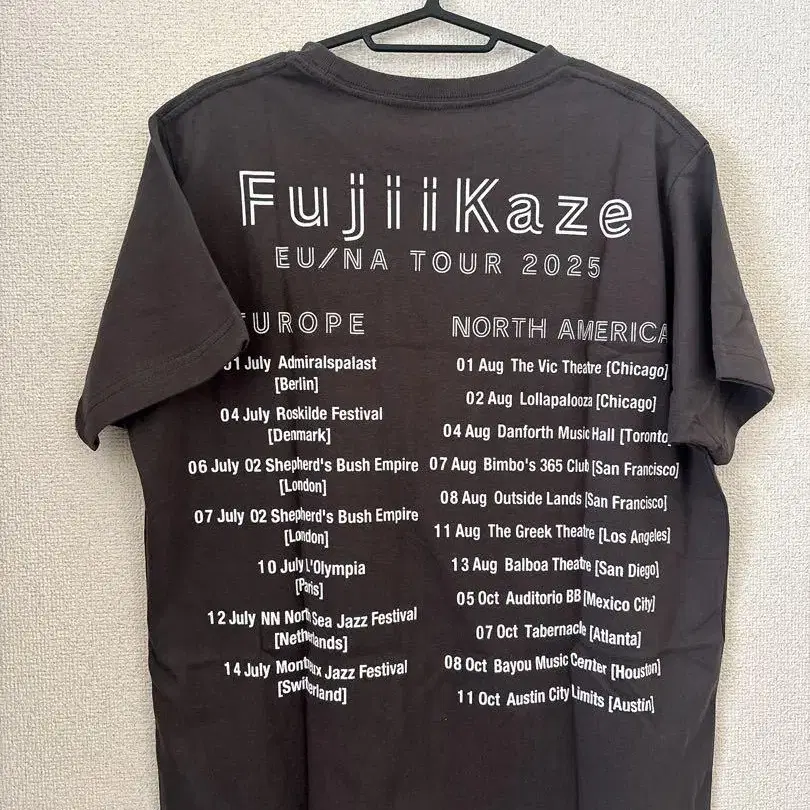 FujiiKaze
EU/NA TOUR 2025
EUROPE
01 July Admiralspalast
[Berlin]
04 July Roskilde Festival
[Denmark]
06 July 02 Shepherd's Bush Empire
[London]
07 July 02 Shepherd's Bush Empire
[London]
10 July L'Olympia
[Paris]
12 July NN North Sea Jazz Festival
[Netherlands]
14 July Montreux Jazz Festival
[Switzerland]
NORTH AMERICA
01 Aug The Vic Theatre [Chicago]
02 Aug Lollapalooza [Chicago]
04 Aug Danforth Music Hall [Toronto]
07 Aug Bimbo's 365 Club [San Francisco]
08 Aug Outside Lands [San Francisco]
11 Aug The Greek Theatre [Los Angeles]
13 Aug Balboa Theatre [San Diego]
05 Oct Auditorio BB [Mexico City]
07 Oct Tabernacle [Atlanta]
08 Oct Bayou Music Center [Houston]
11 Oct Austin City Limits [Austin]